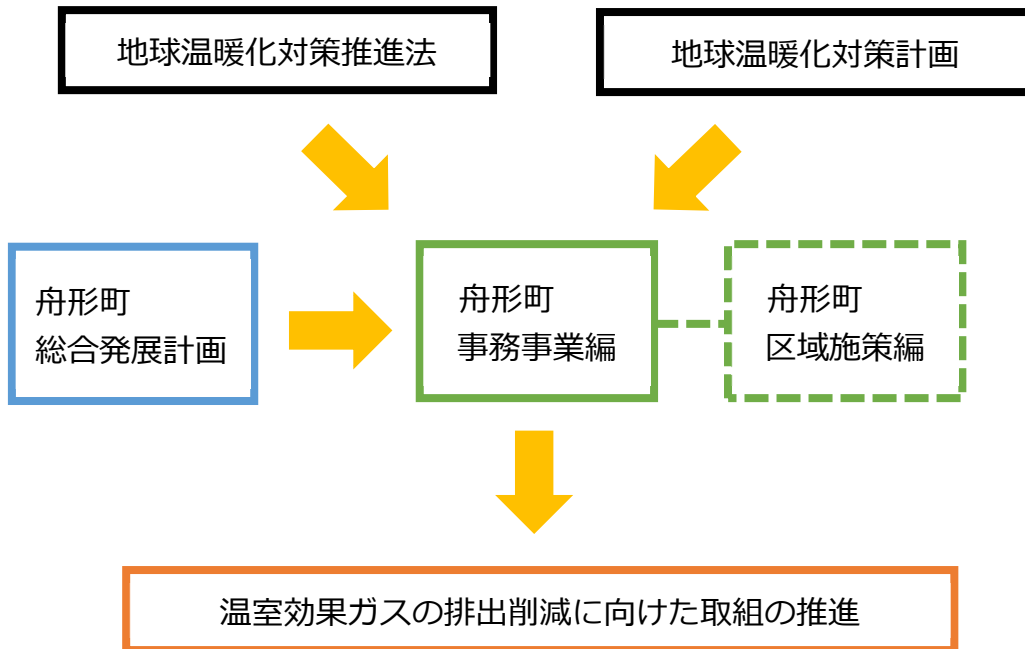 地球温暖化対策推進法
地球温暖化対策計画
舟形町
総合発展計画
舟形町
事務事業編
舟形町
区域施策編
温室効果ガスの排出削減に向けた取組の推進